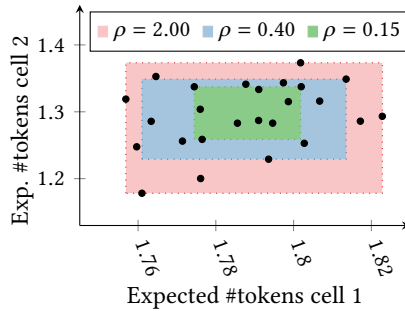 ρ = 2.00 ρ = 0.40 ρ = 0.15
Exp. #tokens cell 2
1.4
1.3
1.2
1.76 1.78 1.8 1.82
Expected #tokens cell 1